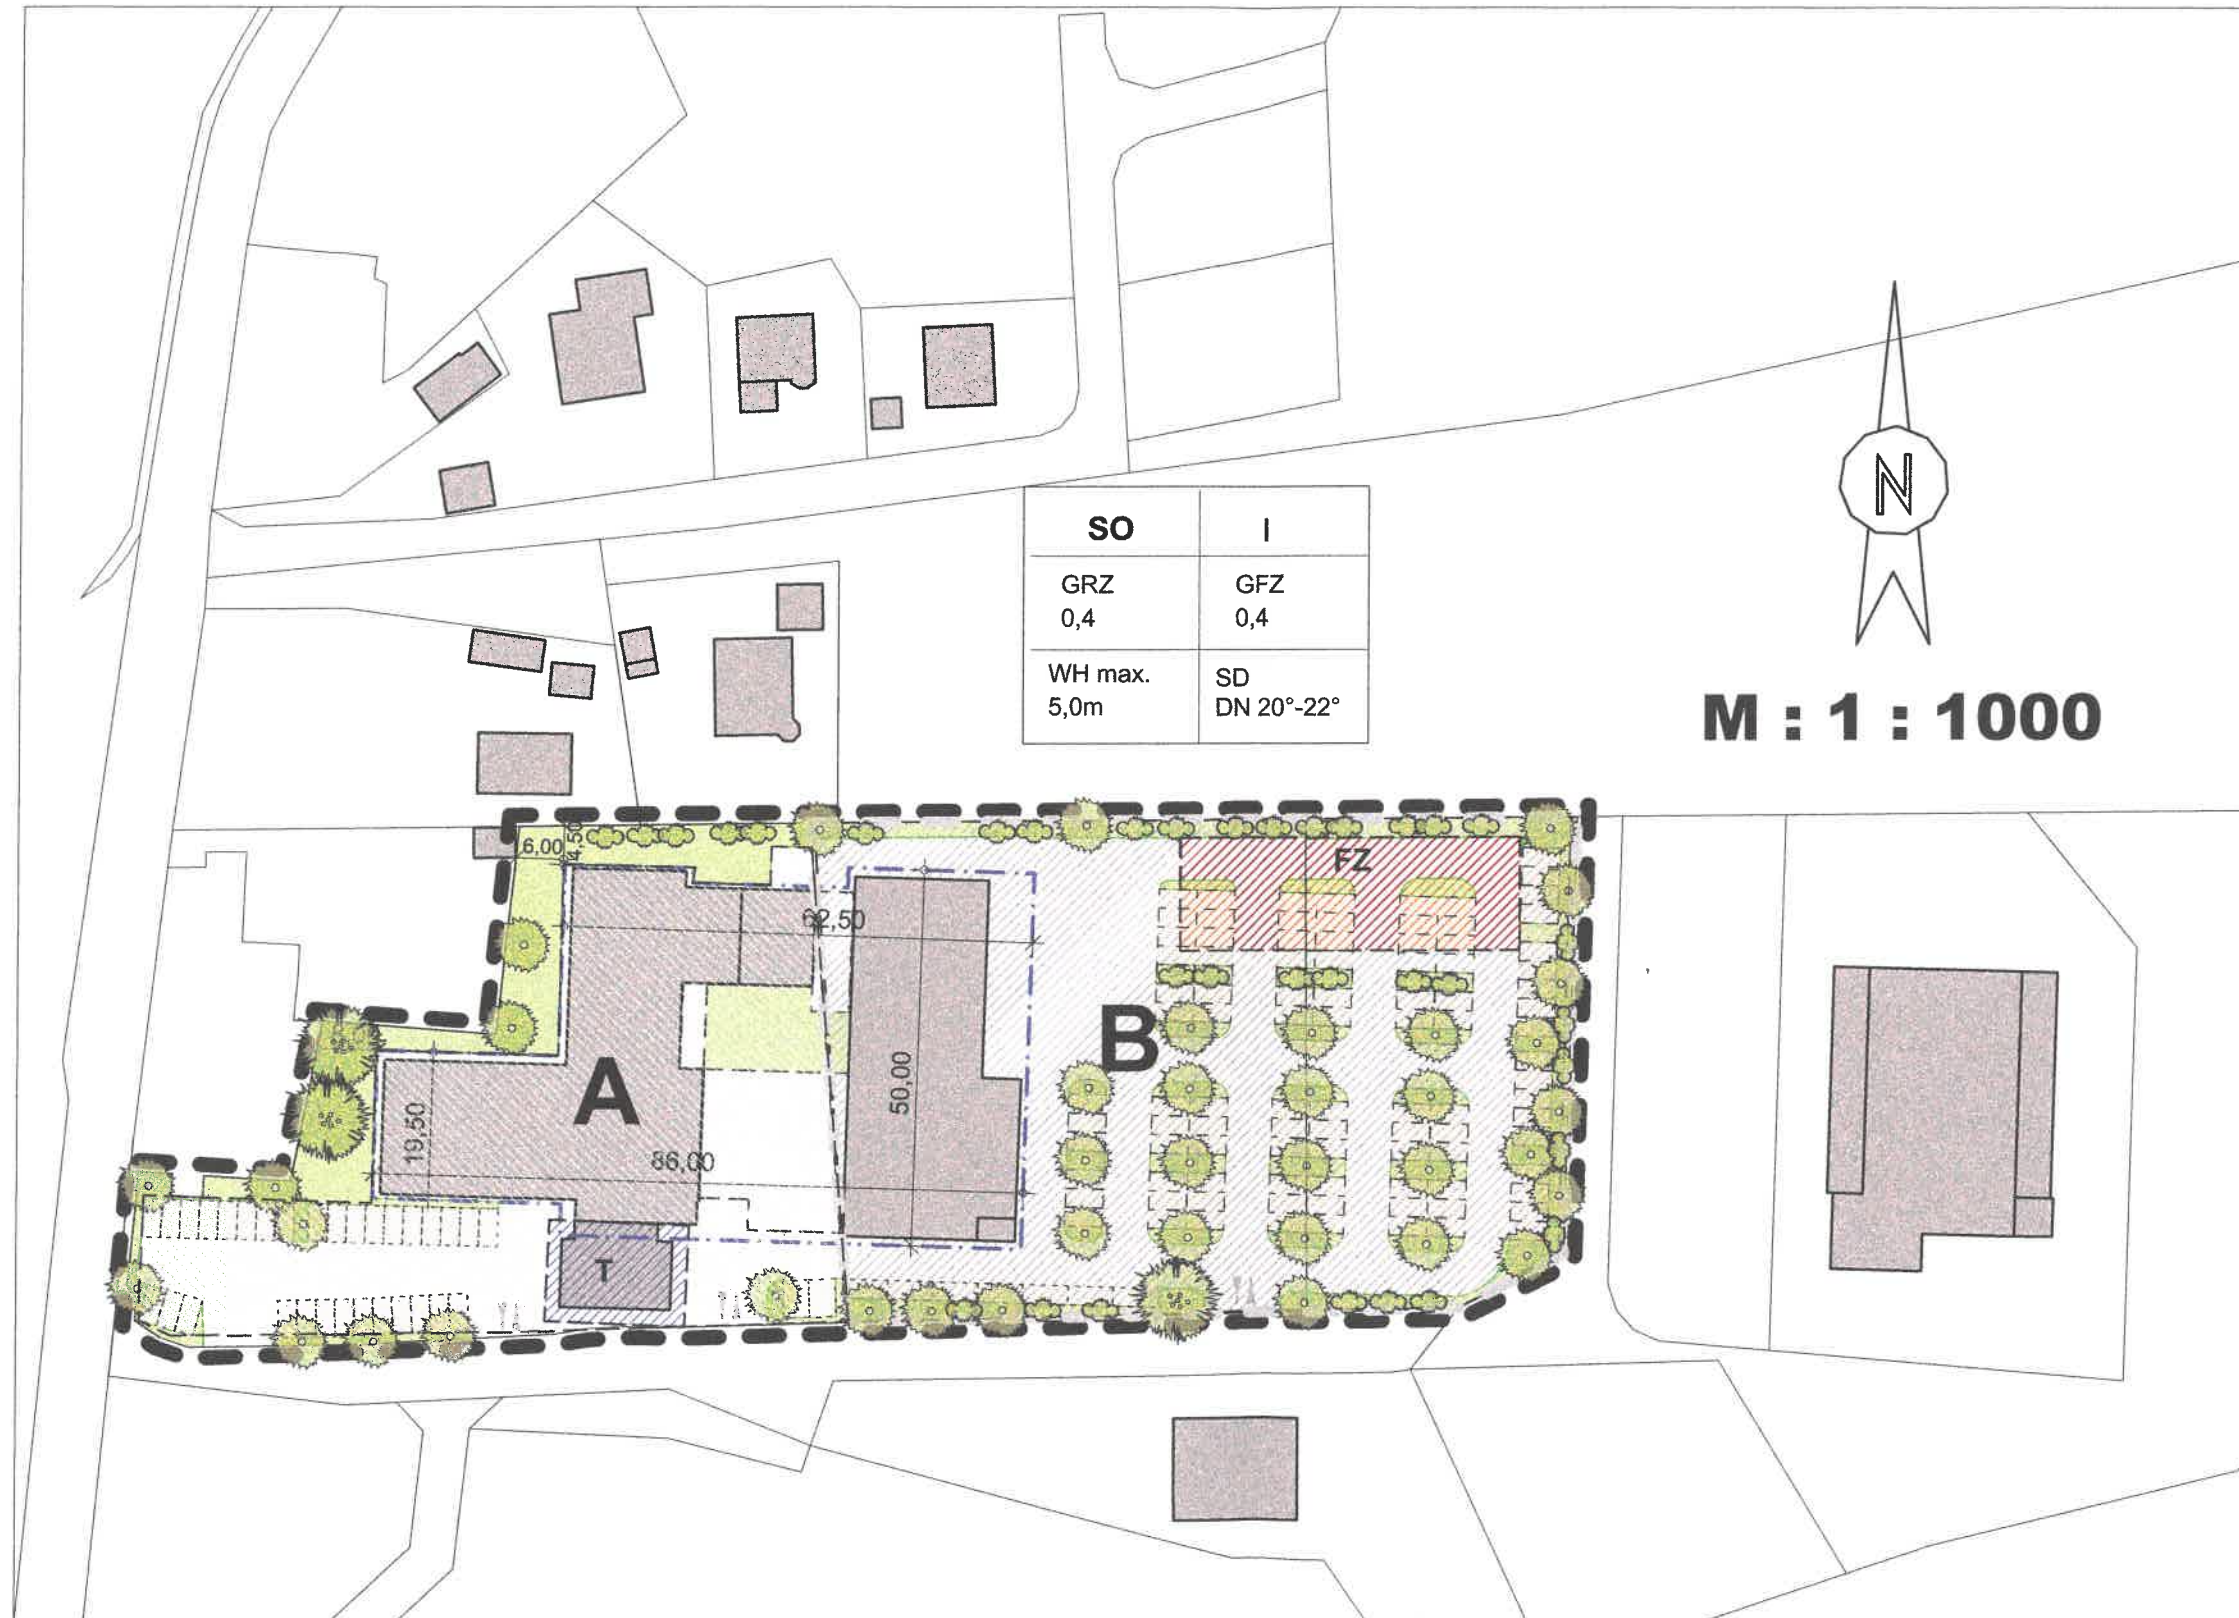 SO I
GRZ GFZ
0,4 0,4
WH max. SD
5,0m DN 20°-22°
N
M : 1 : 1000
6,00
4,50
FZ
62,50
A
B
50,00
19,50
86,00
T